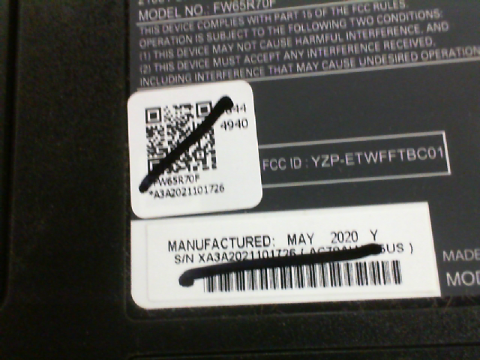 MODEL NO.: FW65R70F
THIS DEVICE COMPLIES WITH PART 15 OF THE FCC RULES.
OPERATION IS SUBJECT TO THE FOLLOWING TWO CONDITIONS:
(1) THIS DEVICE MAY NOT CAUSE HARMFUL INTERFERENCE, AND
(2) THIS DEVICE MUST ACCEPT ANY INTERFERENCE RECEIVED,
INCLUDING INTERFERENCE THAT MAY CAUSE UNDESIRED OPERATION
4940
FW65R70F
*A3A2021101726
FCC ID : YZP-ETWFFTBC01
MANUFACTURED: MAY 2020 Y
S/N XA3A2021101726 (
US )
MADE